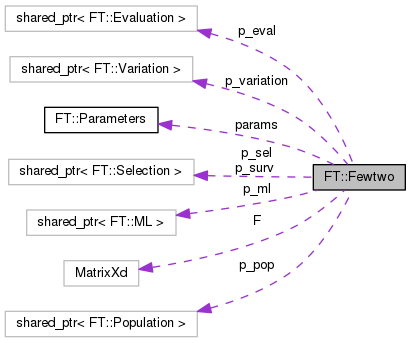 shared_ptr< FT::Evaluation >
p_eval
shared_ptr< FT::Variation >
p_variation
FT::Parameters
params
shared_ptr< FT::Selection >
p_sel
p_surv
FT::Fewtwo
shared_ptr< FT::ML >
p_ml
MatrixXd
F
shared_ptr< FT::Population >
p_pop